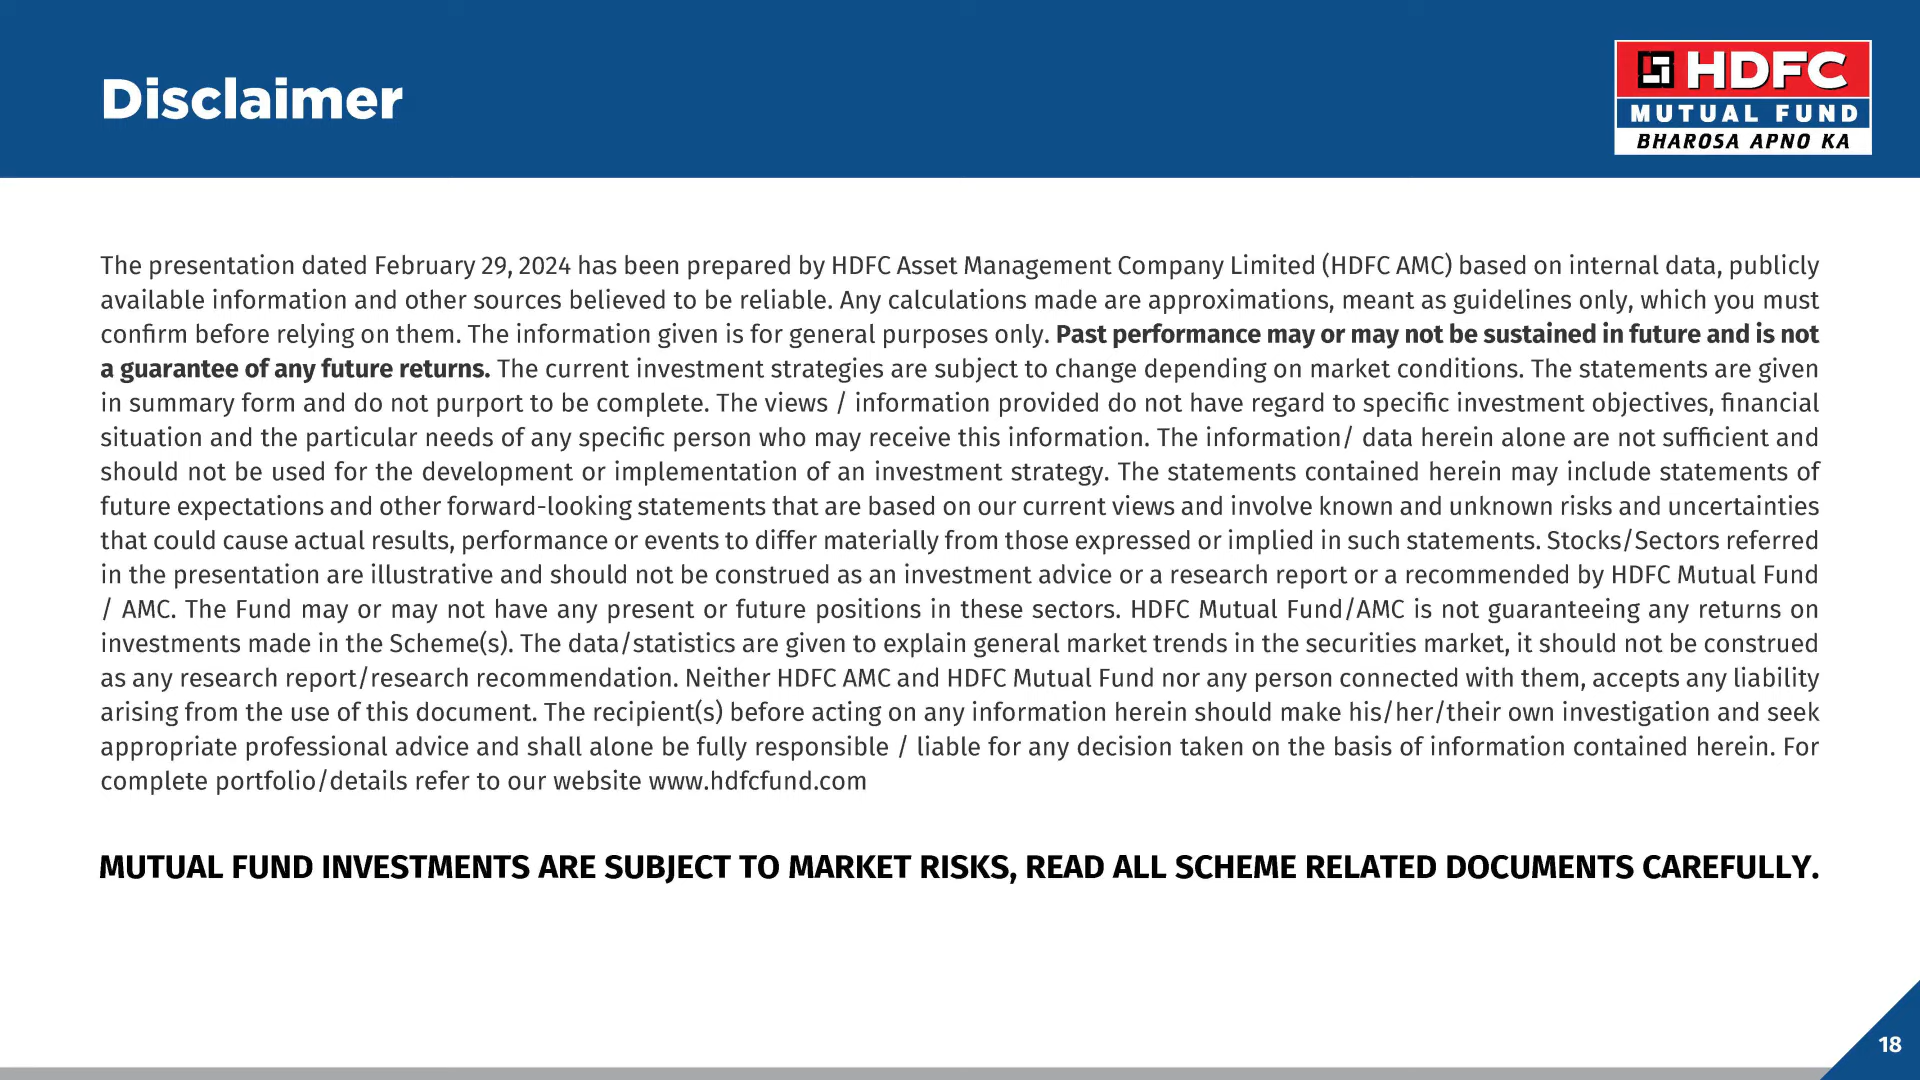 Disclaimer
HDFC
MUTUAL FUND
BHAROSA APNO KA
The presentation dated February 29, 2024 has been prepared by HDFC Asset Management Company Limited (HDFC AMC) based on internal data, publicly
available information and other sources believed to be reliable. Any calculations made are approximations, meant as guidelines only, which you must
confirm before relying on them. The information given is for general purposes only. Past performance may or may not be sustained in future and is not
a guarantee of any future returns. The current investment strategies are subject to change depending on market conditions. The statements are given
in summary form and do not purport to be complete. The views / information provided do not have regard to specific investment objectives, financial
situation and the particular needs of any specific person who may receive this information. The information/ data herein alone are not sufficient and
should not be used for the development or implementation of an investment strategy. The statements contained herein may include statements of
future expectations and other forward-looking statements that are based on our current views and involve known and unknown risks and uncertainties
that could cause actual results, performance or events to differ materially from those expressed or implied in such statements. Stocks/Sectors referred
in the presentation are illustrative and should not be construed as an investment advice or a research report or a recommended by HDFC Mutual Fund
/ AMC. The Fund may or may not have any present or future positions in these sectors. HDFC Mutual Fund/AMC is not guaranteeing any returns on
investments made in the Scheme(s). The data/statistics are given to explain general market trends in the securities market, it should not be construed
as any research report/research recommendation. Neither HDFC AMC and HDFC Mutual Fund nor any person connected with them, accepts any liability
arising from the use of this document. The recipient(s) before acting on any information herein should make his/her/their own investigation and seek
appropriate professional advice and shall alone be fully responsible / liable for any decision taken on the basis of information contained herein. For
complete portfolio/details refer to our website www.hdfcfund.com
MUTUAL FUND INVESTMENTS ARE SUBJECT TO MARKET RISKS, READ ALL SCHEME RELATED DOCUMENTS CAREFULLY.
18